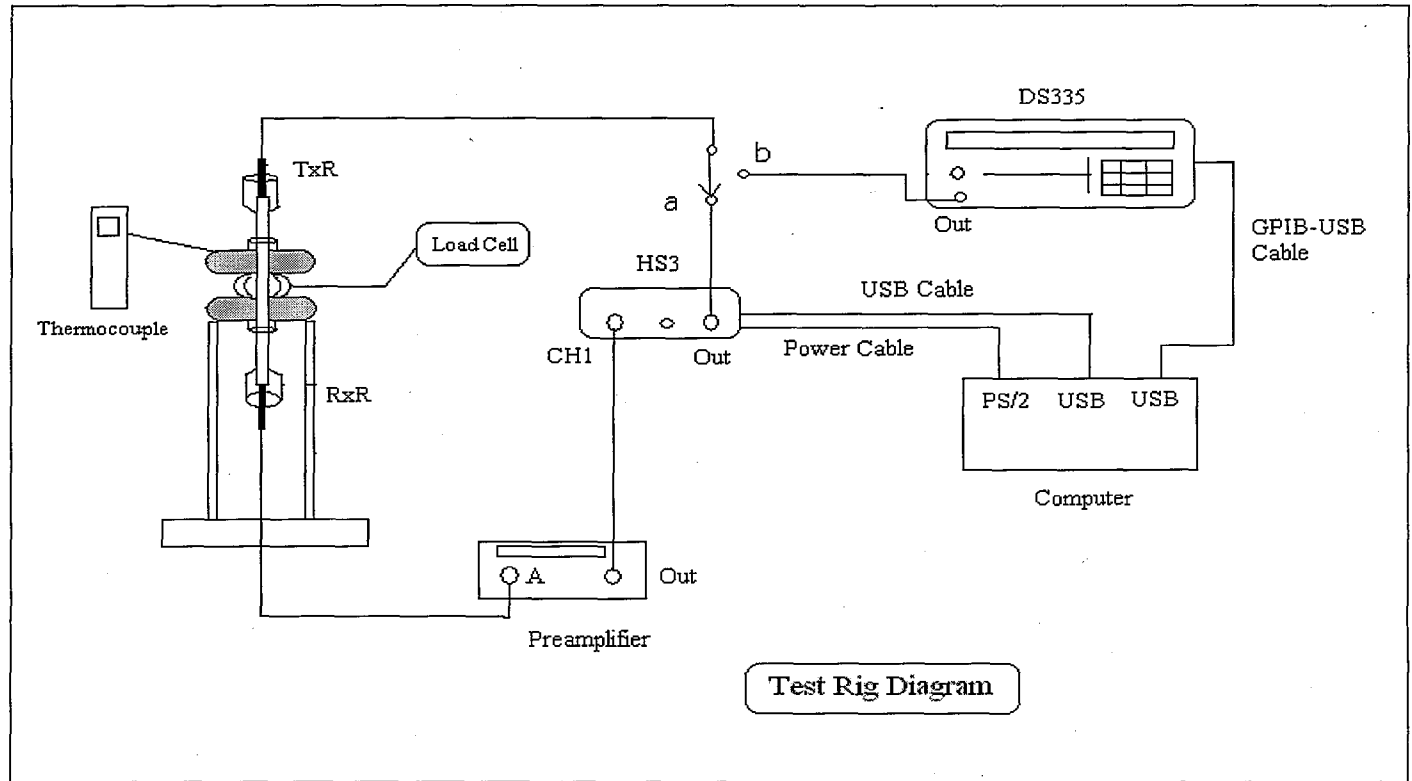 DS335
TxR
b
a
Out
Load Cell
GPIB-USB
Cable
HS3
USB Cable
Thermocouple
CH1
Out
Power Cable
RxR
PS/2 USB USB
Computer
A
Out
Preamplifier
Test Rig Diagram